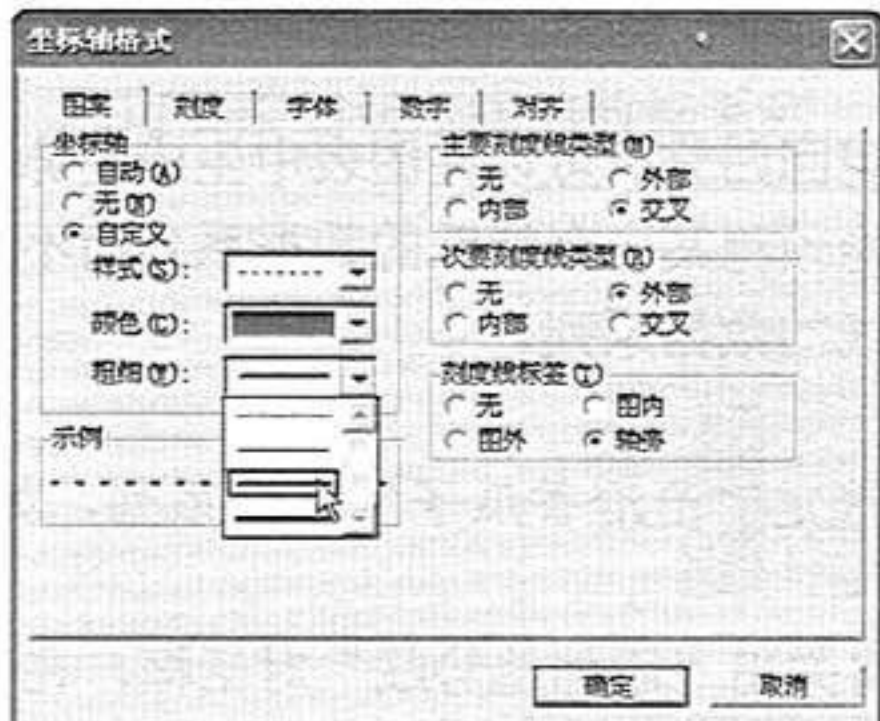 坐标轴格式
图案 刻度 字体 数字 对齐
坐标轴
自动(A)
无(N)
自定义
样式(S):
颜色(C):
粗细(W):
示例
主要刻度线类型(M)
无 外部
内部 交叉
次要刻度线类型(R)
无 外部
内部 交叉
刻度线标签(T)
无 图内
图外 轴旁
确定 取消